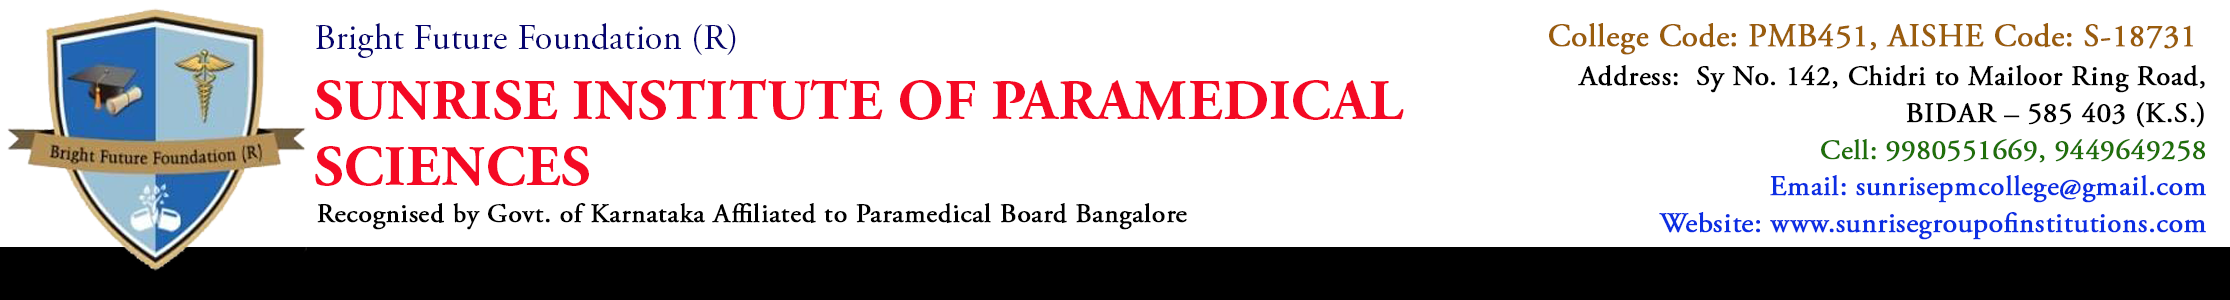 Bright Future Foundation (R)
Bright Future Foundation (R)
SUNRISE INSTITUTE OF PARAMEDICAL
SCIENCES
Recognised by Govt. of Karnataka Affiliated to Paramedical Board Bangalore
College Code: PMB451, AISHE Code: S-18731
Address: Sy No. 142, Chidri to Mailoor Ring Road,
BIDAR – 585 403 (K.S.)
Cell: 9980551669, 9449649258
Email: sunrisepmcollege@gmail.com
Website: www.sunrisegroupofinstitutions.com